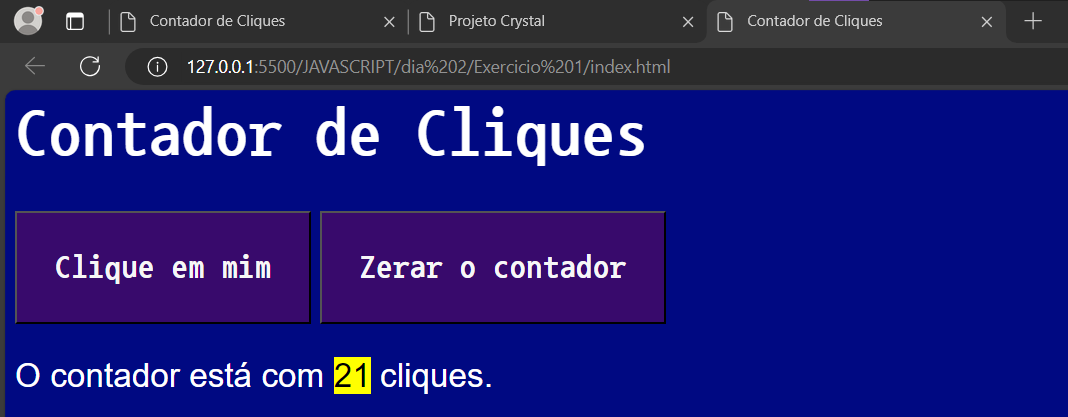 Contador de Cliques
Projeto Crystal
Contador de Cliques
127.0.0.1:5500/JAVASCRIPT/dia%202/Exercicio%201/index.html
Contador de Cliques
Clique em mim
Zerar o contador
O contador está com 21 cliques.